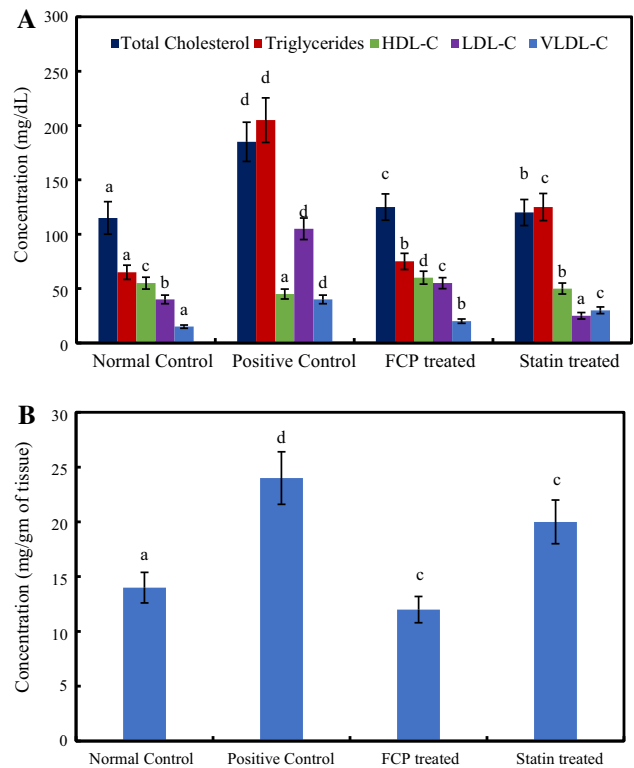 A
300
Total Cholesterol Triglycerides HDL-C LDL-C VLDL-C
250
200
150
100
50
0
Concentration (mg/dL)
a a c b a
d d a d d
c b d c b
b c b a c
Normal Control Positive Control FCP treated Statin treated
B
30
25
20
15
10
5
0
Concentration (mg/gm of tissue)
a d c c
Normal Control Positive Control FCP treated Statin treated